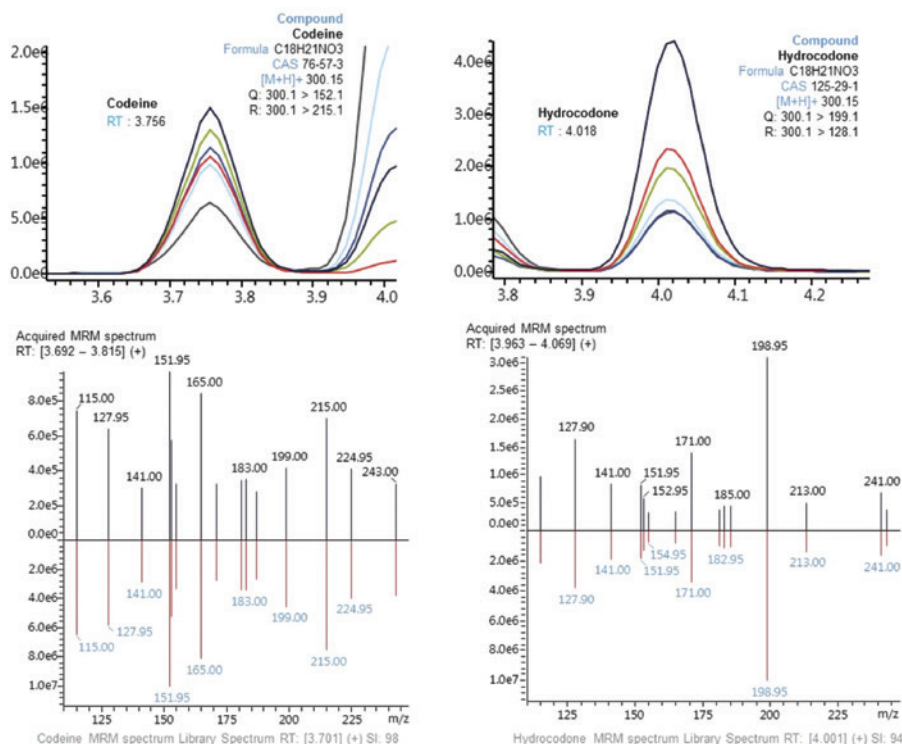 Compound
Codeine
Formula C18H21NO3
CAS 76-57-3
[M+H]+ 300.15
Q: 300.1 > 152.1
R: 300.1 > 215.1
Codeine
RT : 3.756
2.0e6
1.5e6
1.0e6
5.0e5
0.0e0
3.6
3.7
3.8
3.9
4.0
Compound
Hydrocodone
Formula C18H21NO3
CAS 125-29-1
[M+H]+ 300.15
Q: 300.1 > 199.1
R: 300.1 > 128.1
Hydrocodone
RT : 4.018
4.0e6
3.0e6
2.0e6
1.0e6
0.0e0
3.8
3.9
4.0
4.1
4.2
Acquired MRM spectrum
RT: [3.692 – 3.815] (+)
8.0e5
6.0e5
4.0e5
2.0e5
0.0e0
2.0e6
4.0e6
6.0e6
8.0e6
1.0e7
115.00
127.95
141.00
151.95
165.00
183.00
199.00
215.00
224.95
243.00
141.00
183.00
199.00
224.95
115.00
127.95
165.00
215.00
151.95
125
150
175
200
225
m/z
Codeine MRM spectrum Library Spectrum RT: [3.701] (+) SI: 98
Acquired MRM spectrum
RT: [3.963 – 4.069] (+)
3.0e6
2.5e6
2.0e6
1.5e6
1.0e6
5.0e5
0.0e0
2.0e6
4.0e6
6.0e6
8.0e6
1.0e7
198.95
127.90
171.00
141.00
151.95
152.95
185.00
213.00
241.00
154.95
141.00
151.95
182.95
213.00
241.00
127.90
171.00
198.95
125
150
175
200
225
m/z
Hydrocodone MRM spectrum Library Spectrum RT: [4.001] (+) SI: 94